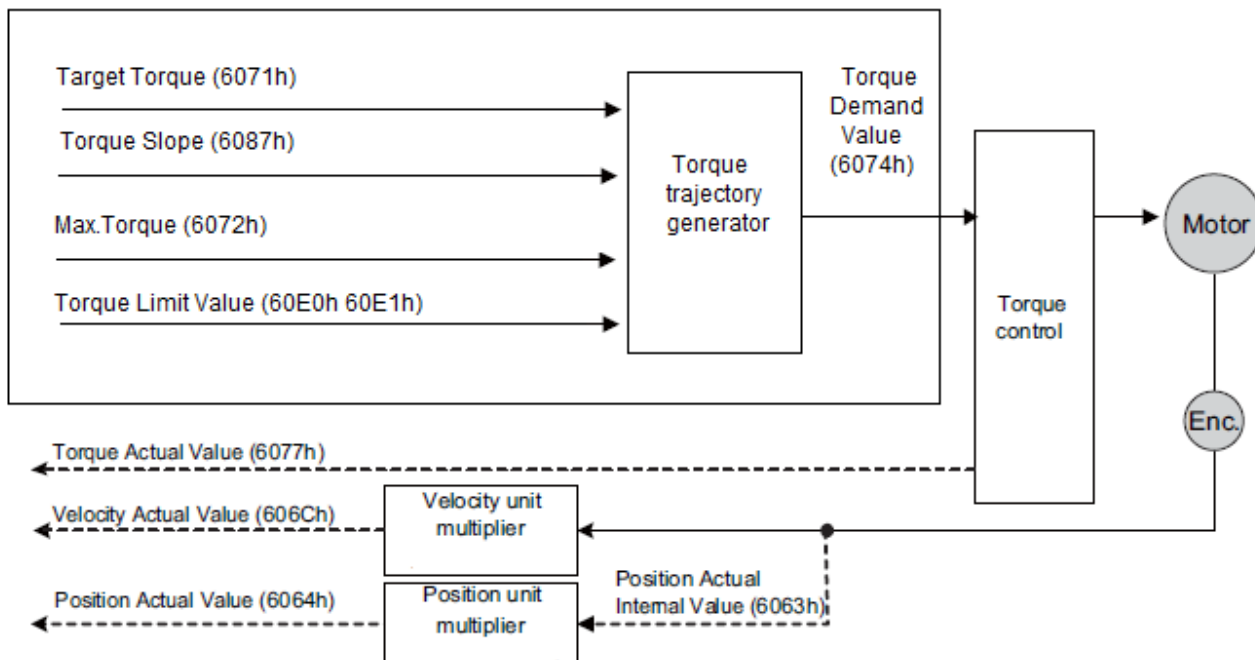 Target Torque (6071h)
Torque Slope (6087h)
Max.Torque (6072h)
Torque Limit Value (60E0h 60E1h)
Torque
trajectory
generator
Torque
Demand
Value
(6074h)
Torque
control
Motor
Enc.
Torque Actual Value (6077h)
Velocity Actual Value (606Ch)
Velocity unit
multiplier
Position Actual Value (6064h)
Position unit
multiplier
Position Actual
Internal Value (6063h)